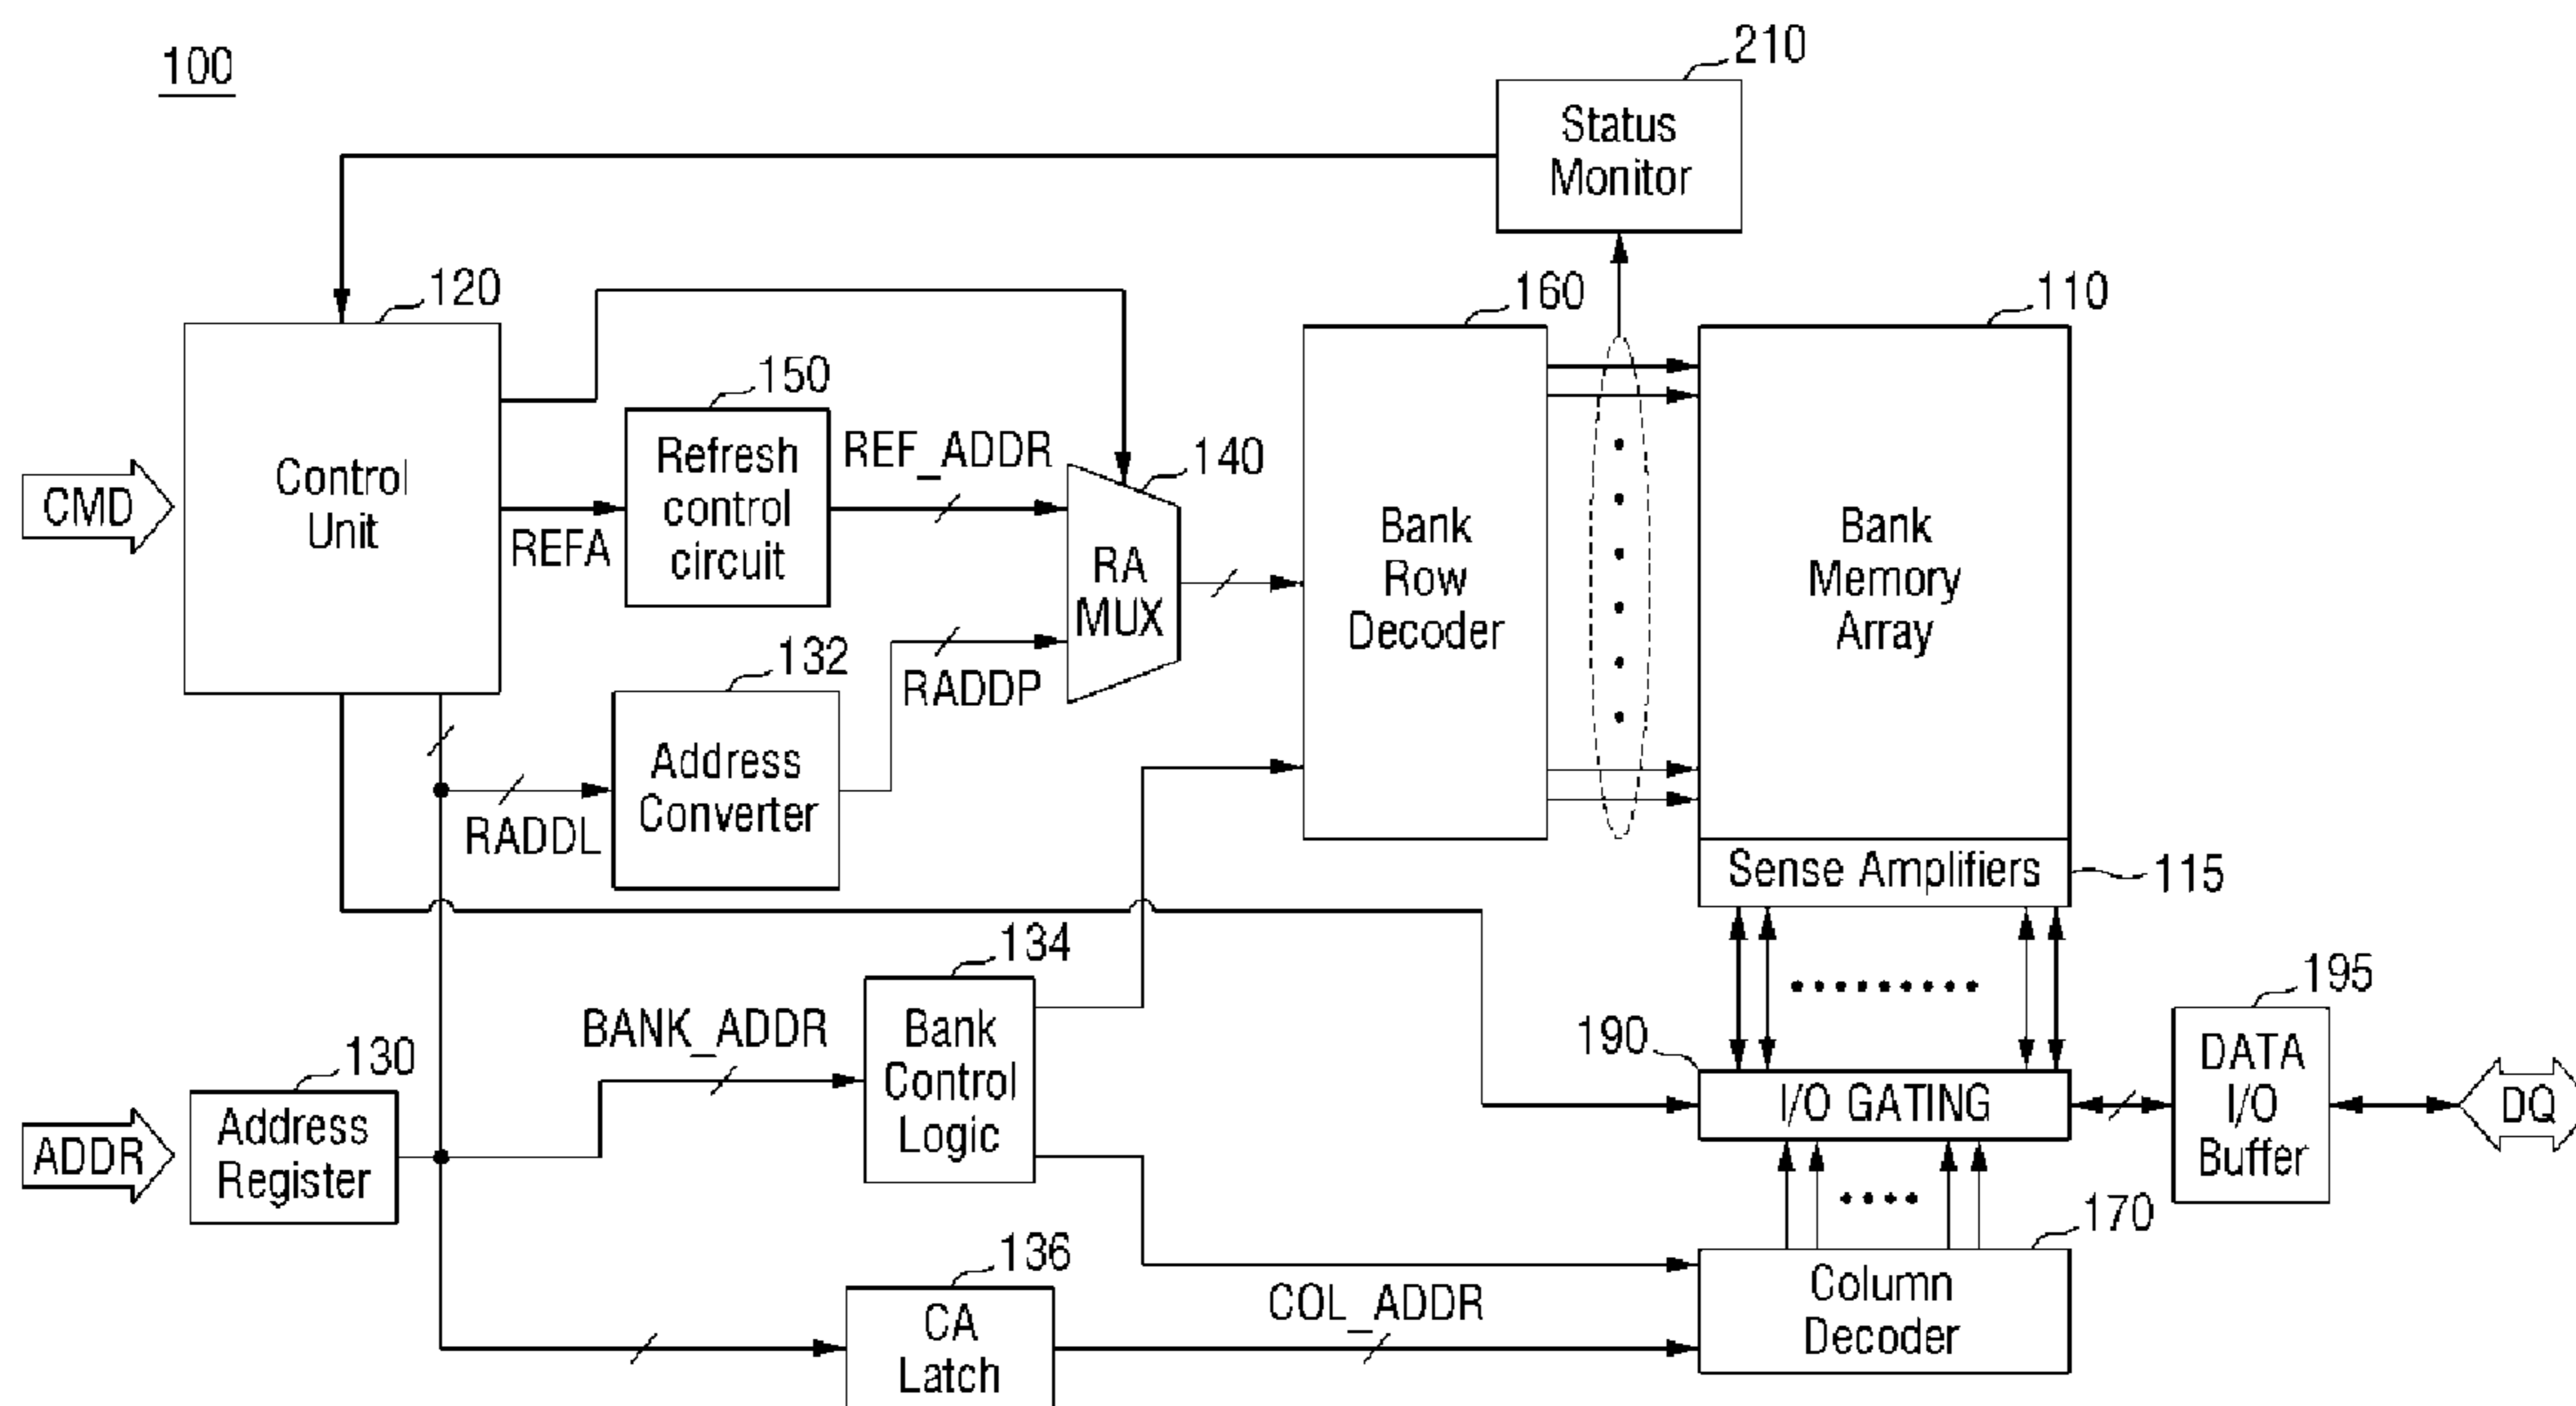 100
210
Status
Monitor
120
Control
Unit
CMD
150
Refresh
control
circuit
REFA
REF_ADDR
140
RA
MUX
132
Address
Converter
RADDL
RADDP
160
Bank
Row
Decoder
110
Bank
Memory
Array
Sense Amplifiers
115
134
Bank
Control
Logic
BANK_ADDR
130
Address
Register
ADDR
190
I/O GATING
195
DATA
I/O
Buffer
DQ
136
CA
Latch
COL_ADDR
170
Column
Decoder